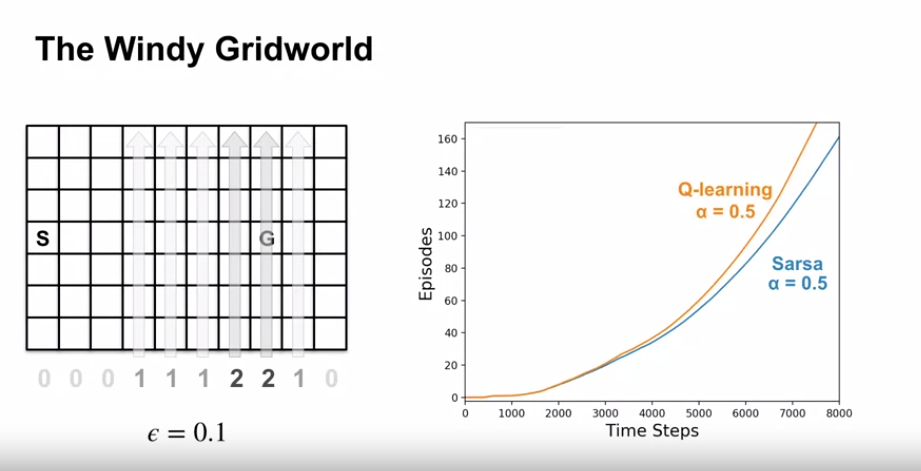 The Windy Gridworld
S
G
0 0 0 1 1 1 2 2 1 0
ϵ = 0.1
Episodes
160
140
120
100
80
60
40
20
0
Q-learning
α = 0.5
Sarsa
α = 0.5
0 1000 2000 3000 4000 5000 6000 7000 8000
Time Steps